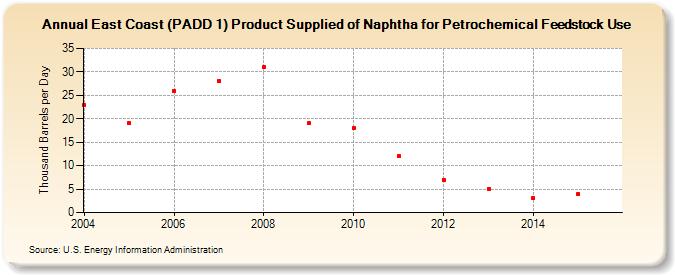 Annual East Coast (PADD 1) Product Supplied of Naphtha for Petrochemical Feedstock Use
Thousand Barrels per Day
35
30
25
20
15
10
5
0
2004 2006 2008 2010 2012 2014
Source: U.S. Energy Information Administration